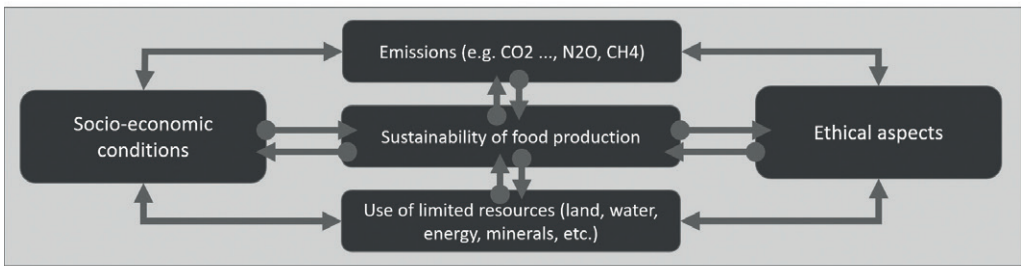 Emissions (e.g. CO2 ..., N2O, CH4)
Socio-economic
conditions
Sustainability of food production
Ethical aspects
Use of limited resources (land, water,
energy, minerals, etc.)